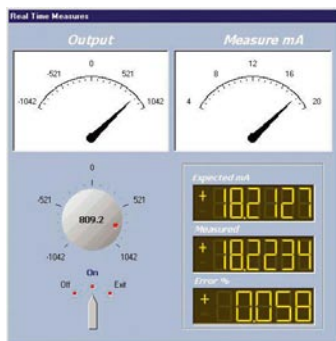 Real Time Measures
Output
Measure mA
0
-521
521
-1042
1042
12
8
16
4
20
0
-521
521
809.2
-1042
1042
On
Off
Exit
Expected mA
+ 18.2127
Measured
+ 18.2234
Error %
+ 0.058